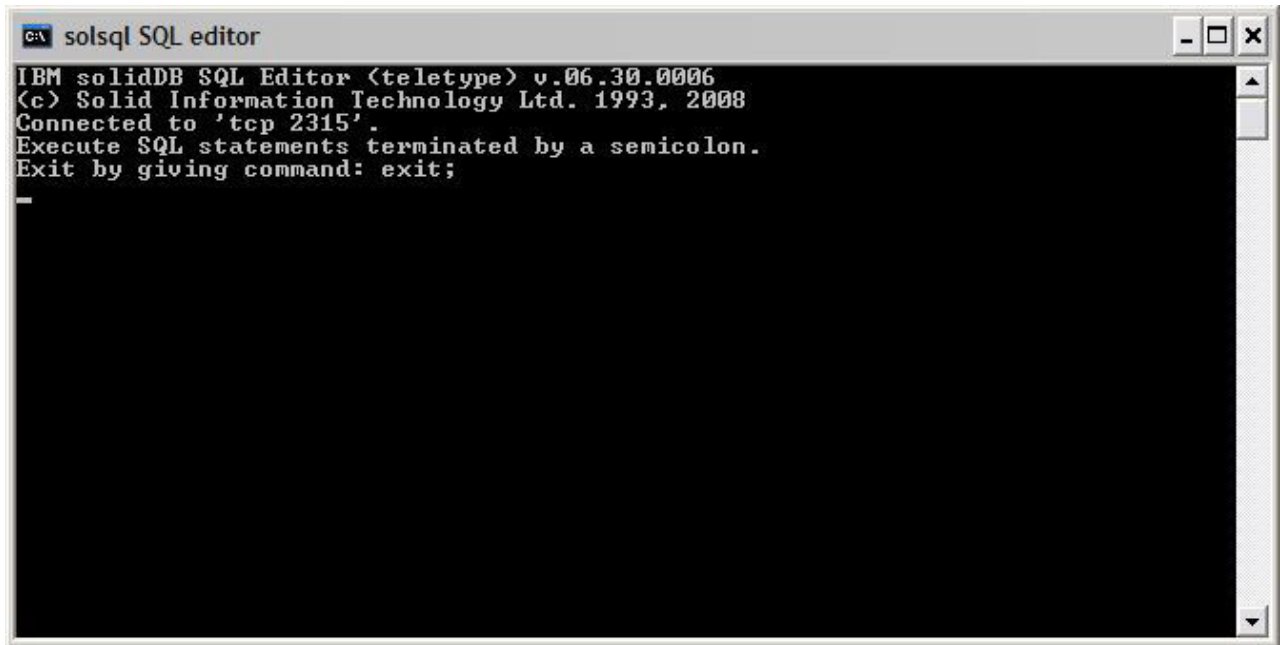 solsql SQL editor
IBM solidDB SQL Editor (teletype) v.06.30.0006
(c) Solid Information Technology Ltd. 1993, 2008
Connected to 'tcp 2315'.
Execute SQL statements terminated by a semicolon.
Exit by giving command: exit;